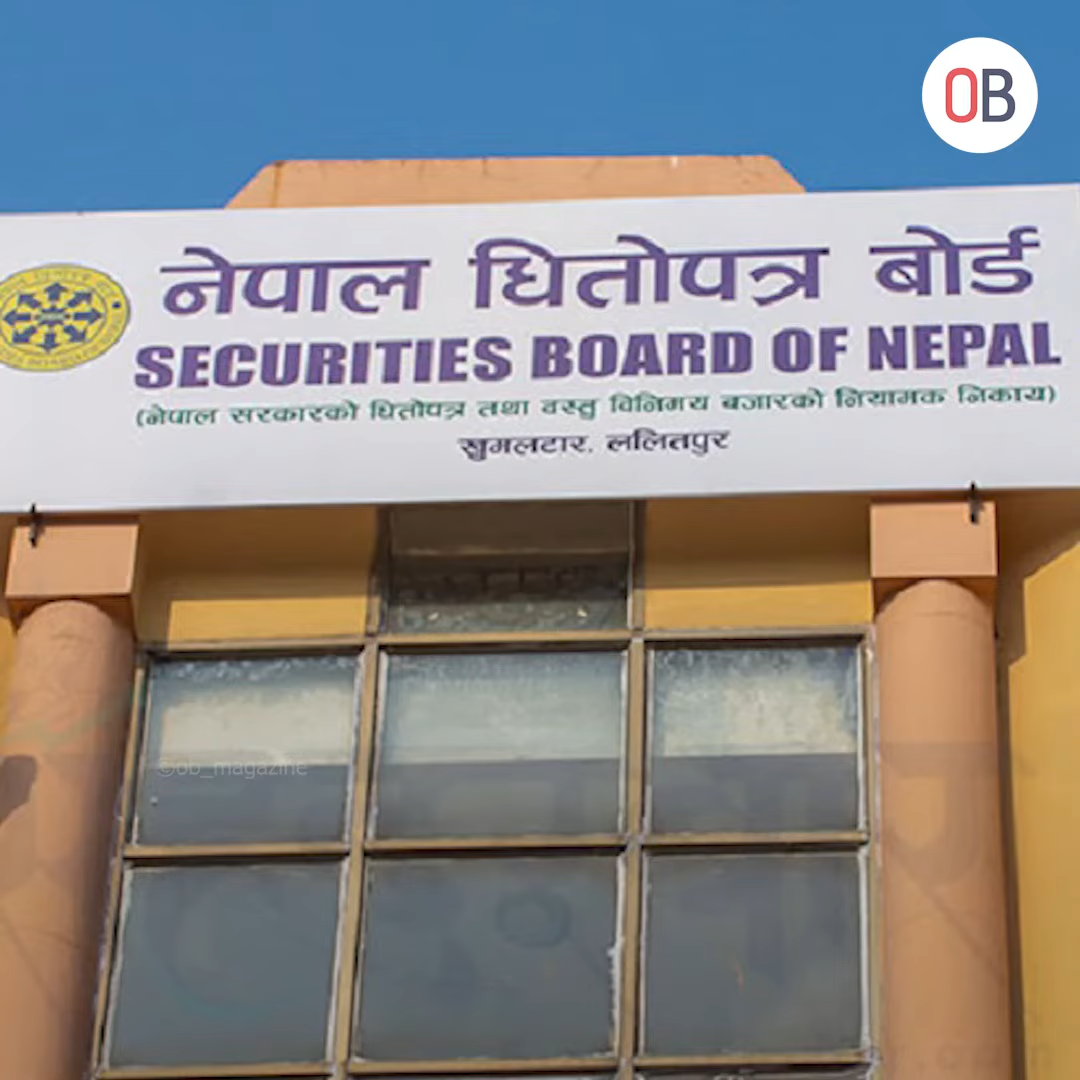 OB
नेपाल धितोपत्र बोर्ड
SECURITIES BOARD OF NEPAL
(नेपाल सरकारको धितोपत्र तथा वस्तु विनिमय बजारको नियामक निकाय)
खुमलटार, ललितपुर
©ob_magazine